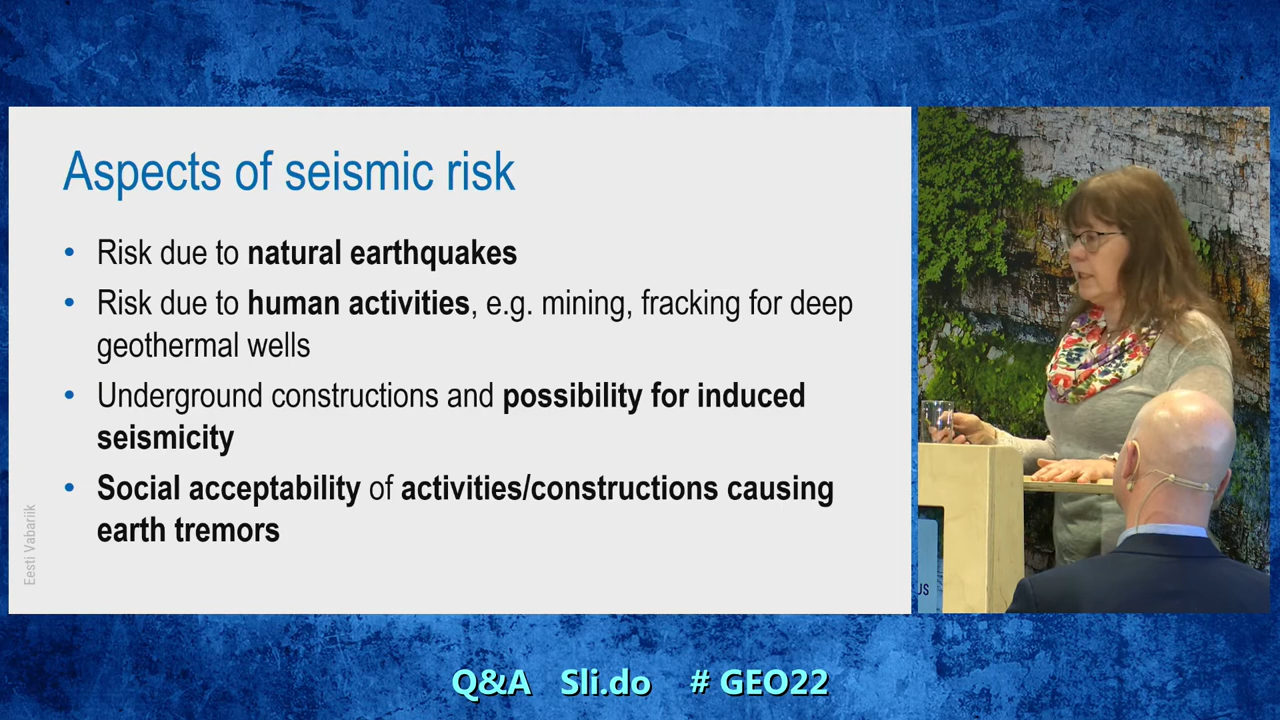 Aspects of seismic risk
• Risk due to natural earthquakes
• Risk due to human activities, e.g. mining, fracking for deep
geothermal wells
• Underground constructions and possibility for induced
seismicity
• Social acceptability of activities/constructions causing
earth tremors
Eesti Vabariik
US
Q&A Sli.do # GEO22